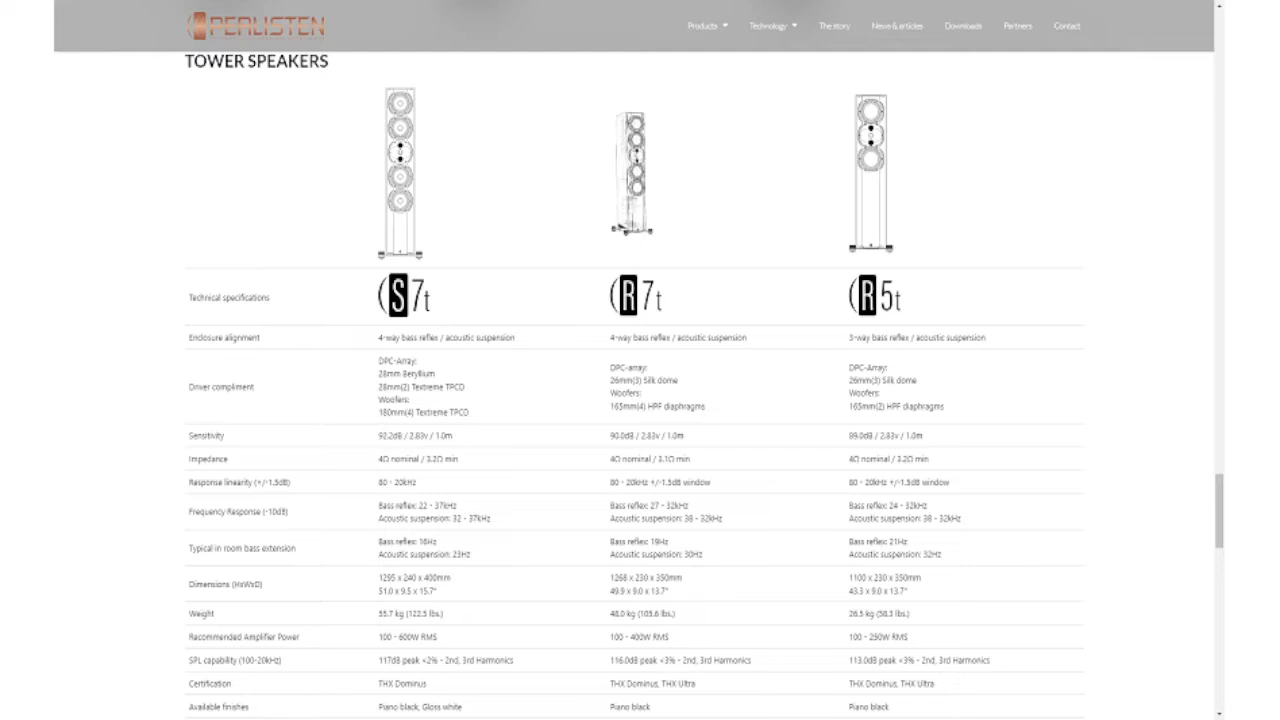 PERLISTEN
Products Technology The story News & articles Downloads Partners Contact
TOWER SPEAKERS
Technical specifications (S7t (R7t (R5t
Enclosure alignment 4-way bass reflex / acoustic suspension 4-way bass reflex / acoustic suspension 3-way bass reflex / acoustic suspension
Driver compliment
DPC-Array:
28mm Beryllium
28mm(2) Textreme TPCD
Woofers:
180mm(4) Textreme TPCD
DPC-array:
26mm(3) Silk dome
Woofers:
165mm(4) HPF diaphragms
DPC-Array:
26mm(3) Silk dome
Woofers:
165mm(2) HPF diaphragms
Sensitivity 92.2dB / 2.83v / 1.0m 90.0dB / 2.83v / 1.0m 89.0dB / 2.83v / 1.0m
Impedance 4Ω nominal / 3.2Ω min 4Ω nominal / 3.1Ω min 4Ω nominal / 3.2Ω min
Response linearity (+/-1.5dB) 80 - 20kHz 80 - 20kHz +/-1.5dB window 80 - 20kHz +/-1.5dB window
Frequency Response (-10dB)
Bass reflex: 22 - 37kHz
Acoustic suspension: 32 - 37kHz
Bass reflex: 27 - 32kHz
Acoustic suspension: 38 - 32kHz
Bass reflex: 24 - 32kHz
Acoustic suspension: 38 - 32kHz
Typical in room bass extension
Bass reflex: 16Hz
Acoustic suspension: 23Hz
Bass reflex: 19Hz
Acoustic suspension: 30Hz
Bass reflex: 21Hz
Acoustic suspension: 32Hz
Dimensions (HxWxD)
1295 x 240 x 400mm
51.0 x 9.5 x 15.7"
1268 x 230 x 350mm
49.9 x 9.0 x 13.7"
1100 x 230 x 350mm
43.3 x 9.0 x 13.7"
Weight 55.7 kg (122.5 lbs.) 48.0 kg (105.6 lbs.) 26.5 kg (58.3 lbs.)
Recommended Amplifier Power 100 - 600W RMS 100 - 400W RMS 100 - 250W RMS
SPL capability (100-20kHz) 117dB peak <2% - 2nd, 3rd Harmonics 116.0dB peak <3% - 2nd, 3rd Harmonics 113.0dB peak <3% - 2nd, 3rd Harmonics
Certification THX Dominus THX Dominus, THX Ultra THX Dominus, THX Ultra
Available finishes Piano black, Gloss white Piano black Piano black